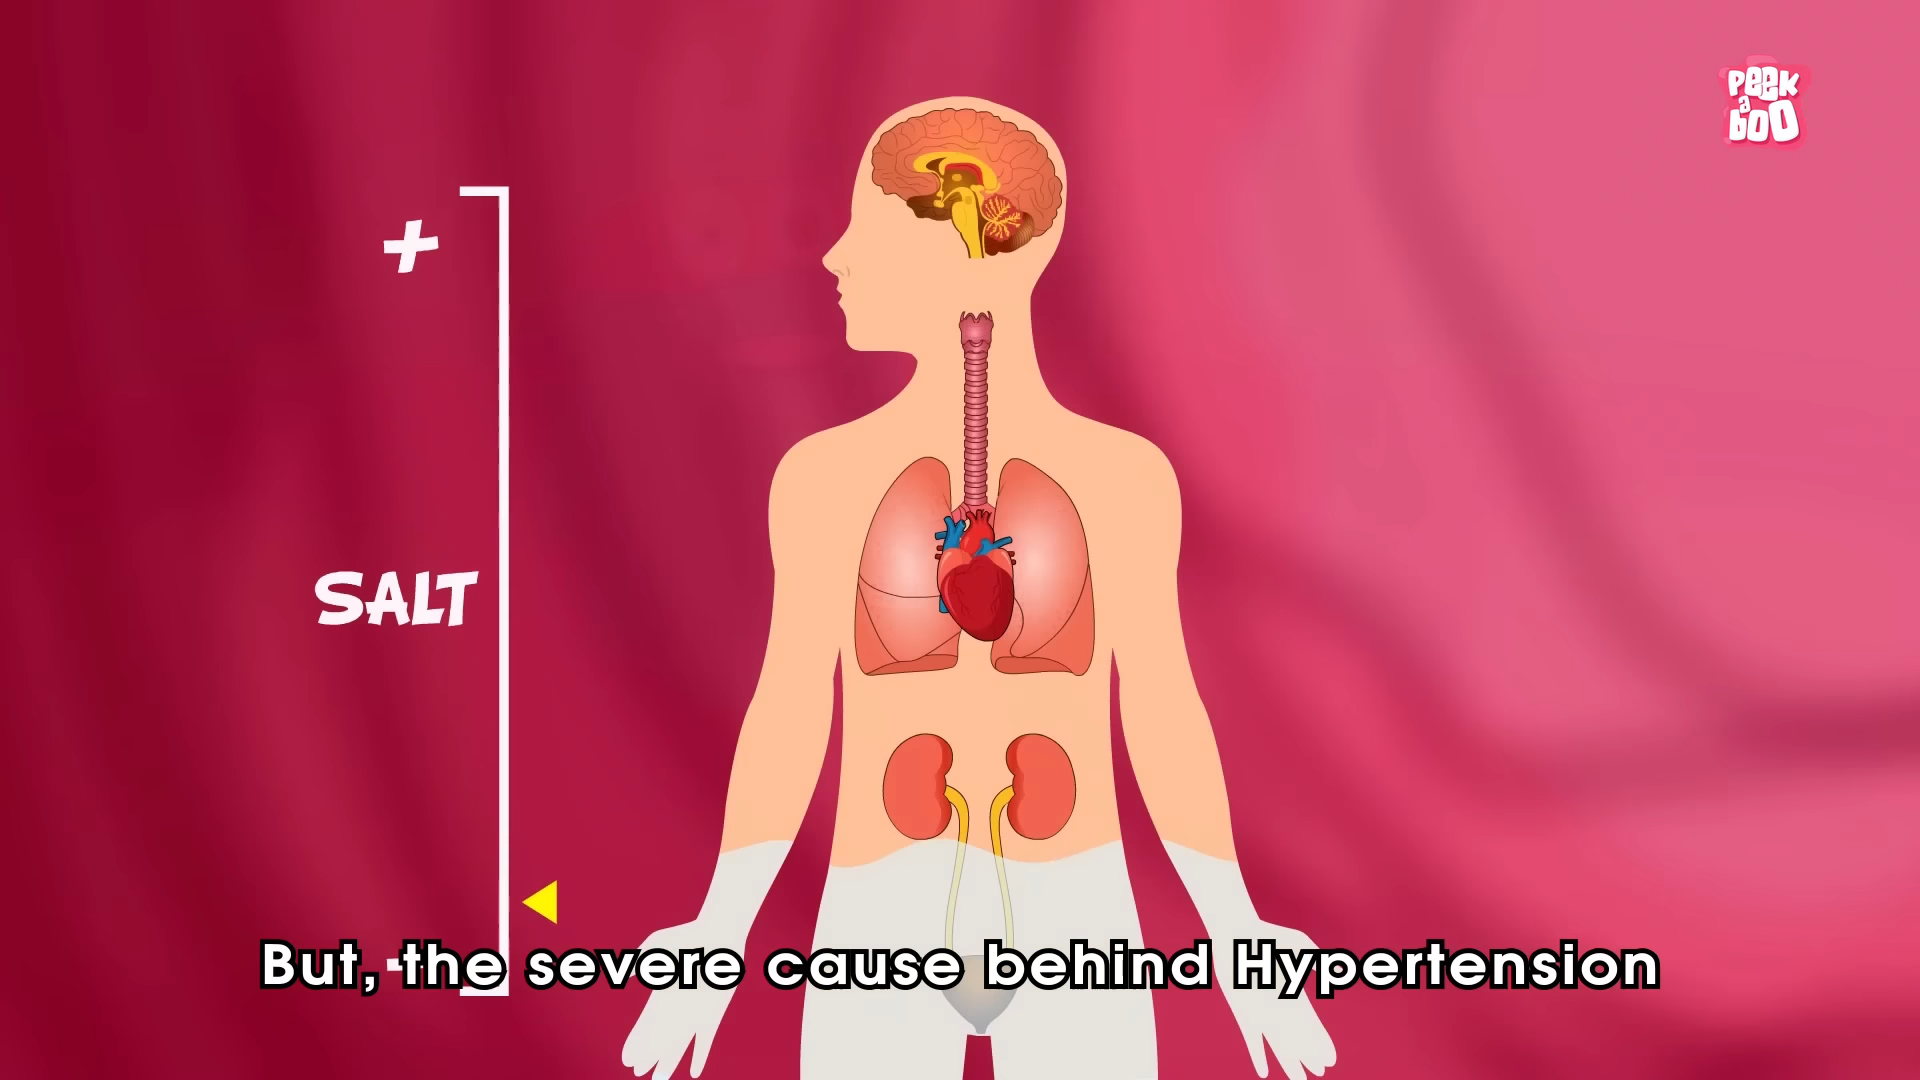 PEEK
a
boo
+
SALT
But, the severe cause behind Hypertension